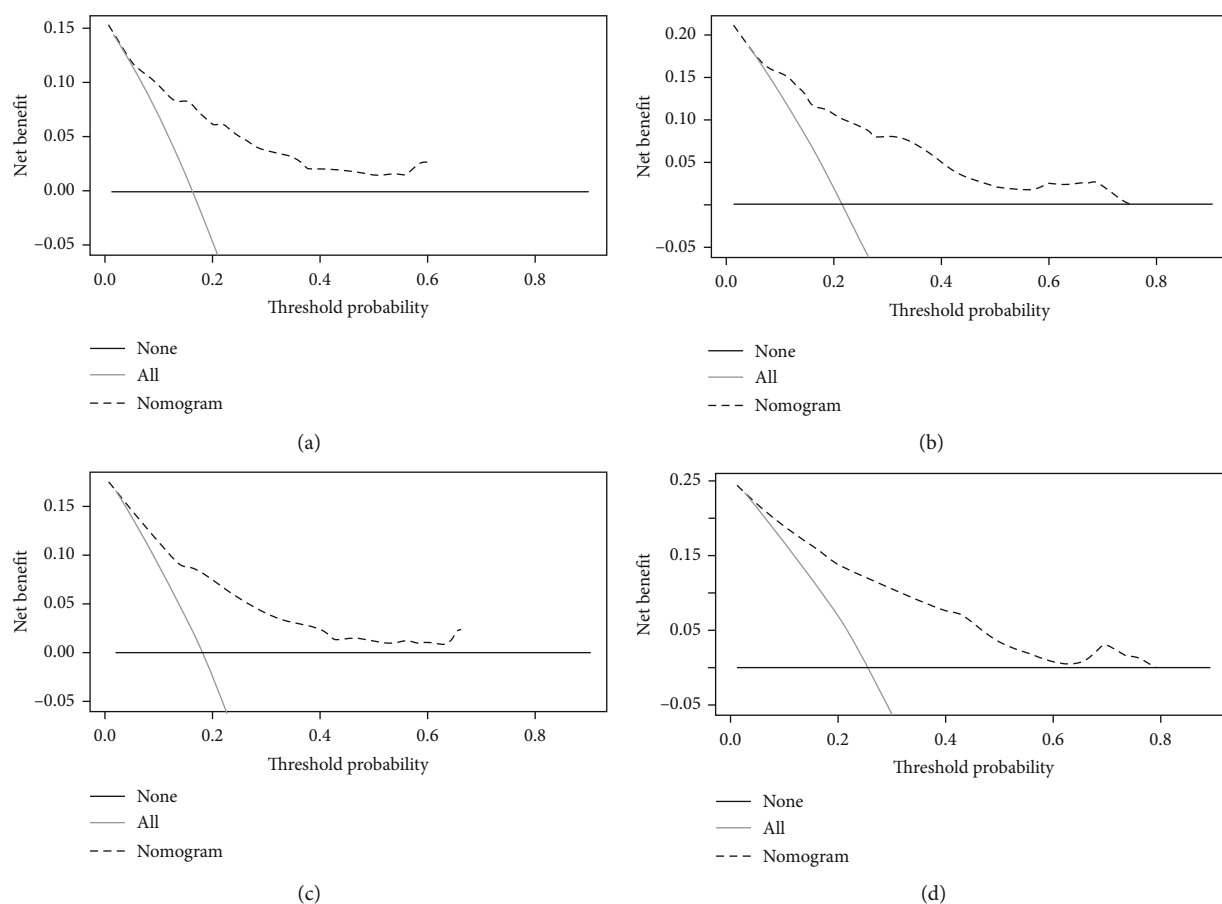 0.15
0.10
0.05
0.00
−0.05
Net benefit
0.0 0.2 0.4 0.6 0.8
Threshold probability
None
All
Nomogram
(a)
0.20
0.15
0.10
0.05
−0.05
Net benefit
0.0 0.2 0.4 0.6 0.8
Threshold probability
None
All
Nomogram
(b)
0.15
0.10
0.05
0.00
−0.05
Net benefit
0.0 0.2 0.4 0.6 0.8
Threshold probability
None
All
Nomogram
(c)
0.25
0.15
0.05
−0.05
Net benefit
0.0 0.2 0.4 0.6 0.8
Threshold probability
None
All
Nomogram
(d)